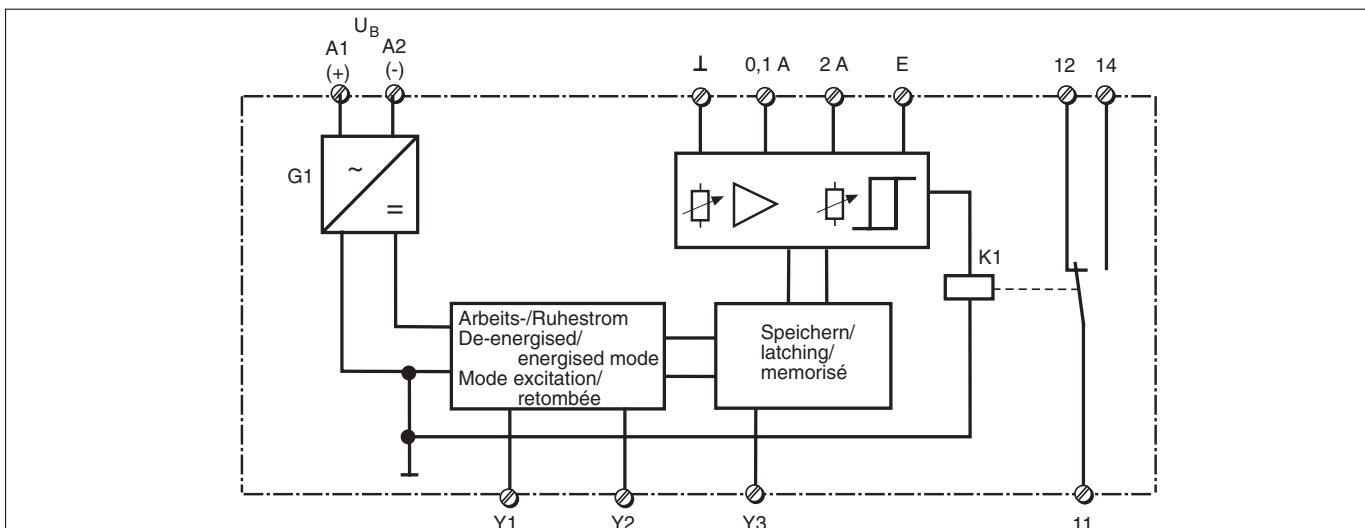 U_B
A1 A2 ⊥ 0,1 A 2 A E 12 14
(+) (-)
G1
~
=
K1
Arbeits-/Ruhestrom
De-energised/
energised mode
Mode excitation/
retombée
Speichern/
latching/
memorisé
Y1 Y2 Y3 11